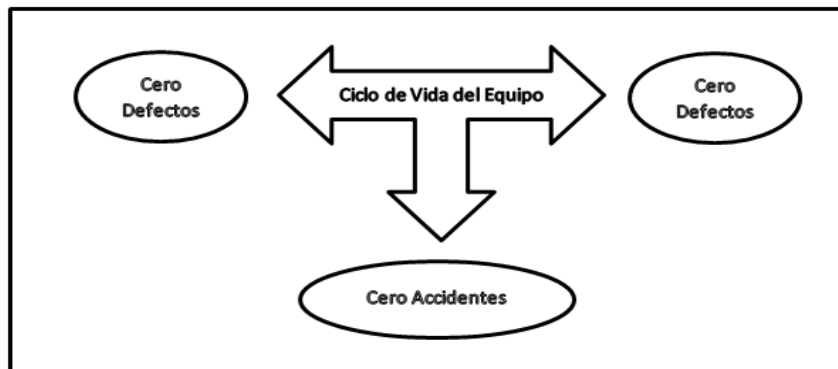 Cero
Defectos
Ciclo de Vida del Equipo
Cero
Defectos
Cero Accidentes